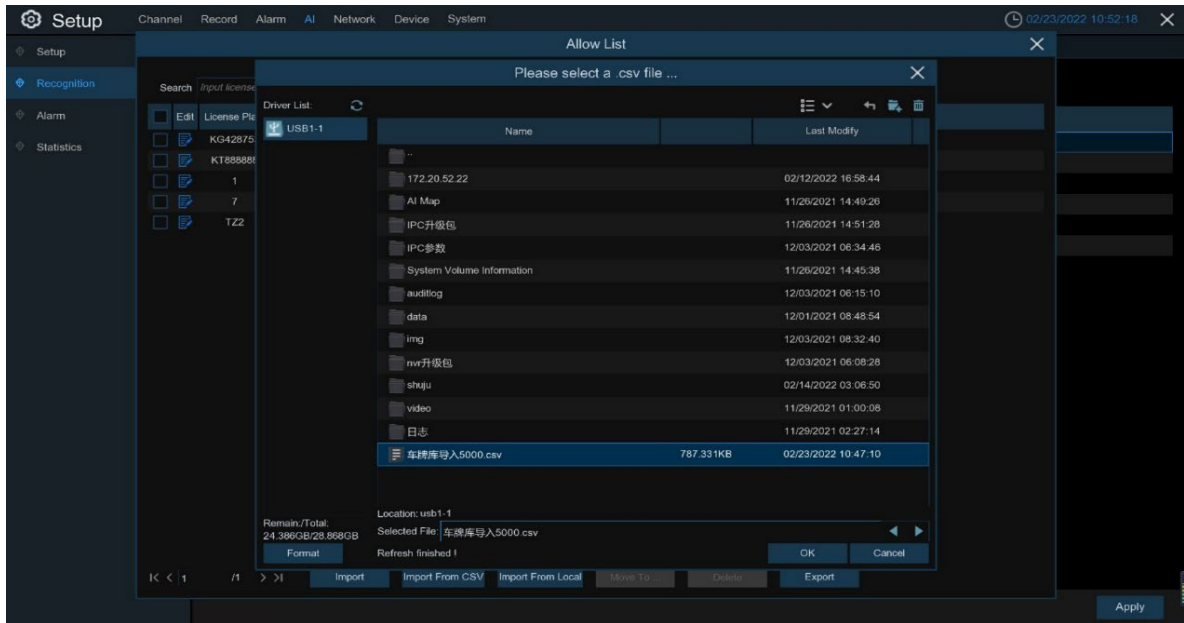 Setup Channel Record Alarm AI Network Device System 02/23/2022 10:52:18
Setup
Recognition
Alarm
Statistics
Allow List
Search Input license
Edit License Pla
KG42875
KT88888
1
7
TZ2
Please select a .csv file ...
Driver List:
USB1-1
Name Last Modify
..
172.20.52.22 02/12/2022 16:58:44
AI Map 11/26/2021 14:49:26
IPC升级包 11/26/2021 14:51:28
IPC参数 12/03/2021 06:34:46
System Volume Information 11/26/2021 14:45:38
auditlog 12/03/2021 06:15:10
data 12/01/2021 08:48:54
img 12/03/2021 08:32:40
nvr升级包 12/03/2021 06:08:28
shuju 02/14/2022 03:06:50
video 11/29/2021 01:00:08
日志 11/29/2021 02:27:14
车牌库导入5000.csv 787.331KB 02/23/2022 10:47:10
Location: usb1-1
Remain:/Total:
24.386GB/28.868GB
Selected File: 车牌库导入5000.csv
Format Refresh finished ! OK Cancel
1 /1 Import Import From CSV Import From Local Move To ... Delete Export
Apply